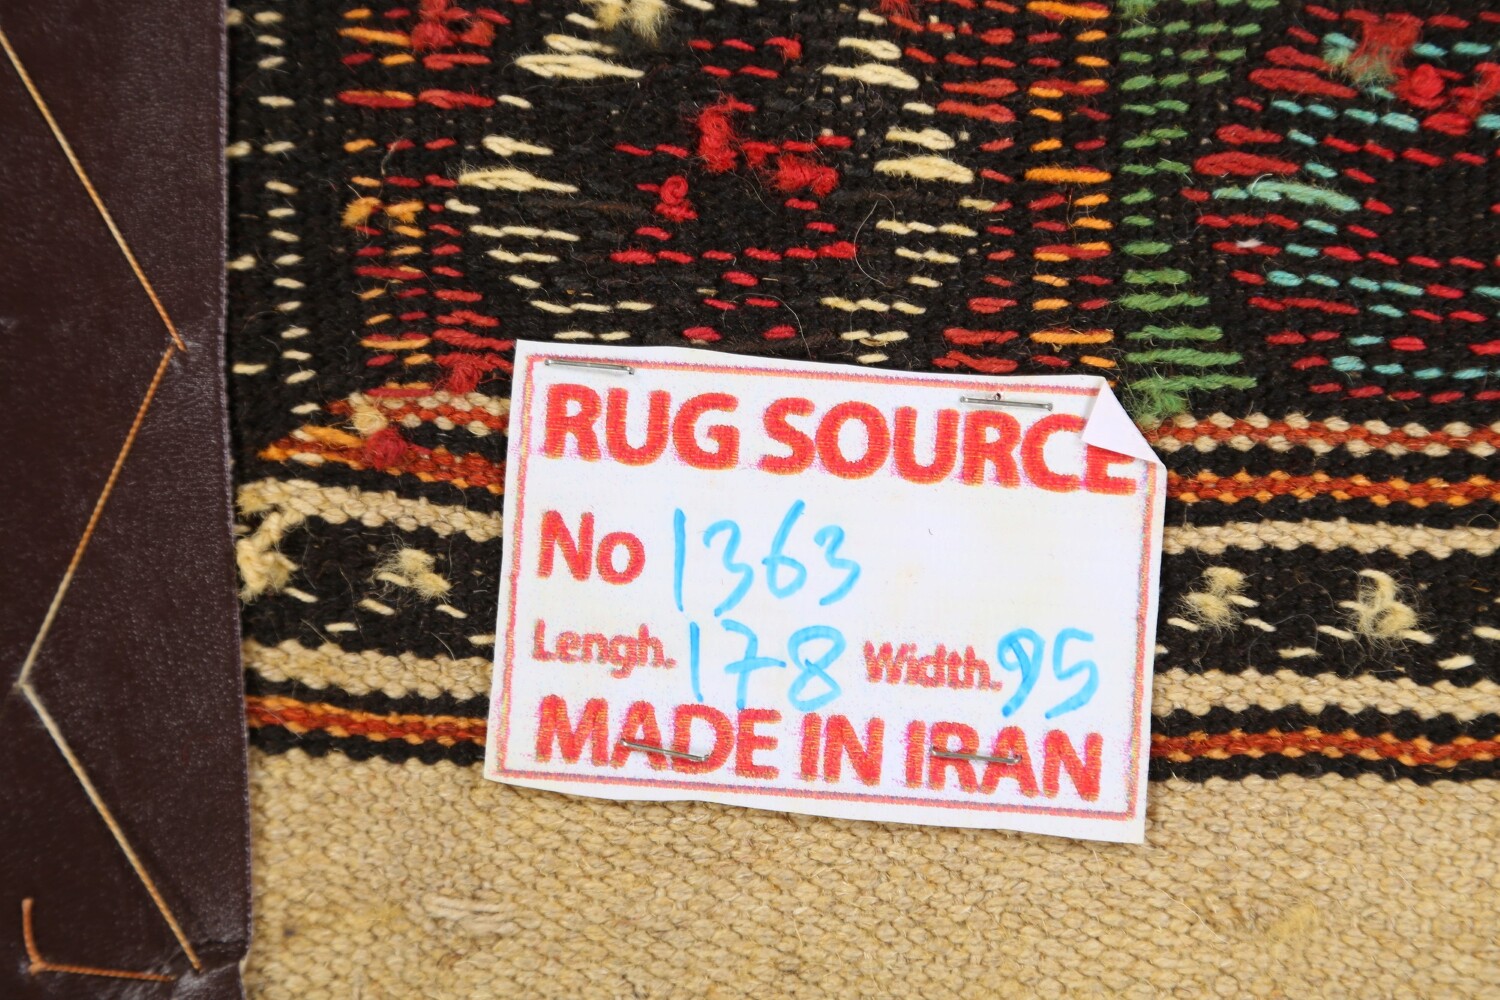 RUG SOURCE
No 1363
Lengh. 178 Width. 95
MADE IN IRAN